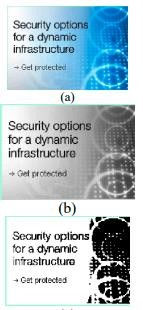 Security options
for a dynamic
infrastructure
→ Get protected
(a)
Security options
for a dynamic
infrastructure
→ Get protected
(b)
Security options
for a dynamic
infrastructure
→ Get protected